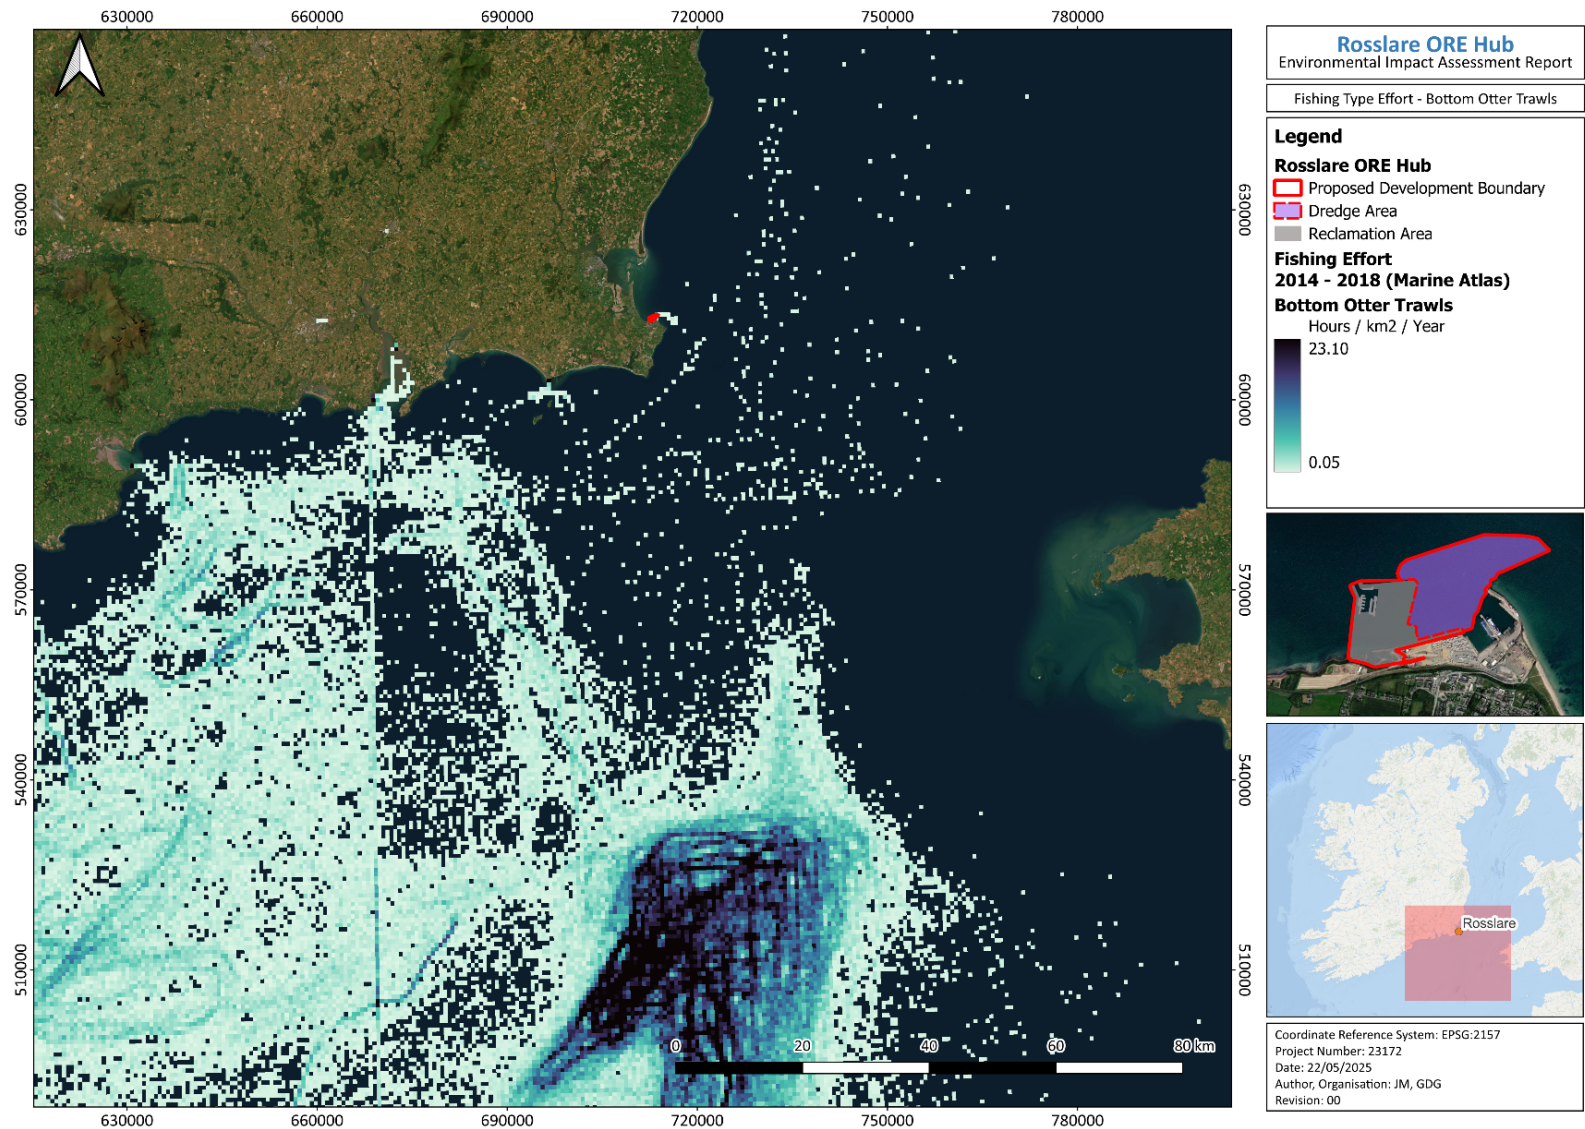 630000 660000 690000 720000 750000 780000
630000
600000
570000
540000
510000
630000
600000
570000
540000
510000
0 20 40 60 80 km
630000 660000 690000 720000 750000 780000
Rosslare ORE Hub
Environmental Impact Assessment Report
Fishing Type Effort - Bottom Otter Trawls
Legend
Rosslare ORE Hub
Proposed Development Boundary
Dredge Area
Reclamation Area
Fishing Effort
2014 - 2018 (Marine Atlas)
Bottom Otter Trawls
Hours / km2 / Year
23.10
0.05
Rosslare
Coordinate Reference System: EPSG:2157
Project Number: 23172
Date: 22/05/2025
Author, Organisation: JM, GDG
Revision: 00